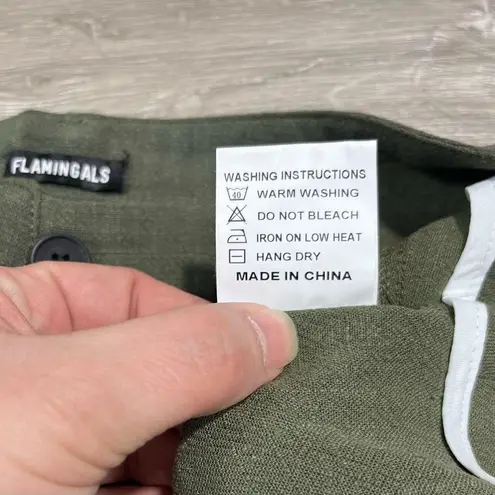 FLAMINGALS
WASHING INSTRUCTIONS
40 WARM WASHING
DO NOT BLEACH
IRON ON LOW HEAT
HANG DRY
MADE IN CHINA